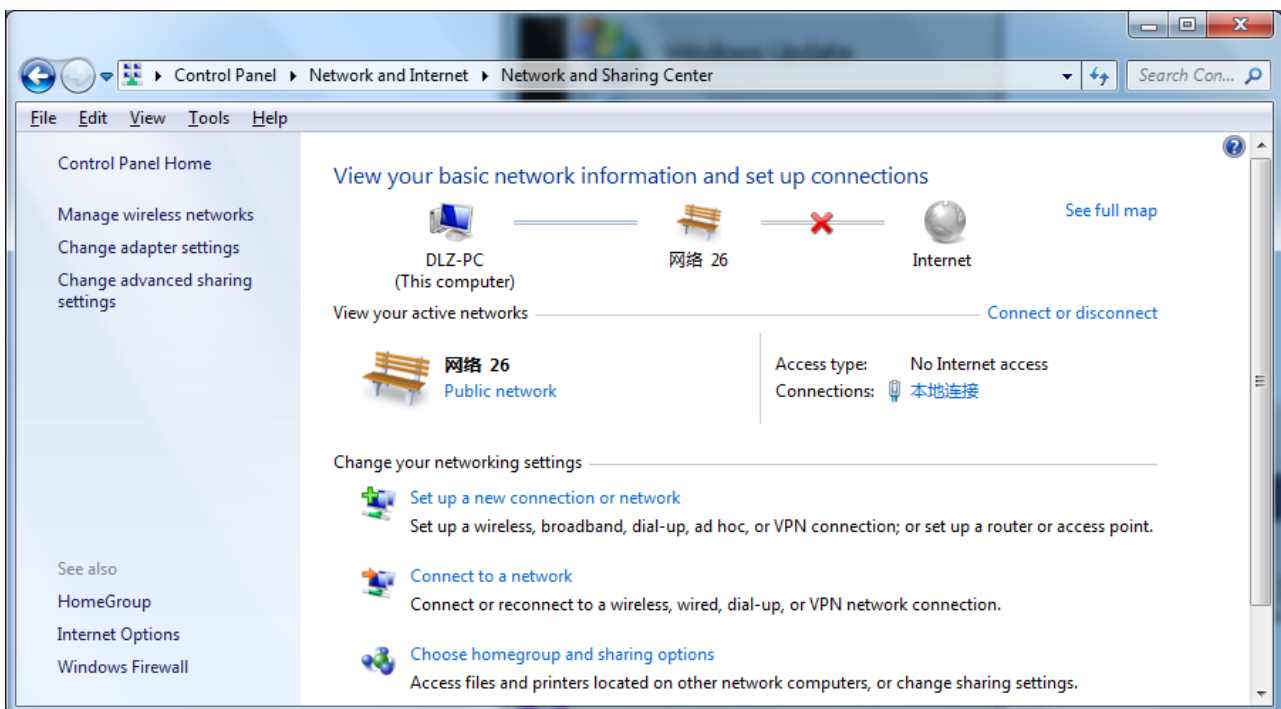 Windows Update
Control Panel Network and Internet Network and Sharing Center Search Con...
File Edit View Tools Help
Control Panel Home
Manage wireless networks
Change adapter settings
Change advanced sharing
settings
See also
HomeGroup
Internet Options
Windows Firewall
View your basic network information and set up connections
See full map
DLZ-PC
(This computer)
网络 26
Internet
View your active networks Connect or disconnect
网络 26
Public network
Access type: No Internet access
Connections: 本地连接
Change your networking settings
Set up a new connection or network
Set up a wireless, broadband, dial-up, ad hoc, or VPN connection; or set up a router or access point.
Connect to a network
Connect or reconnect to a wireless, wired, dial-up, or VPN network connection.
Choose homegroup and sharing options
Access files and printers located on other network computers, or change sharing settings.